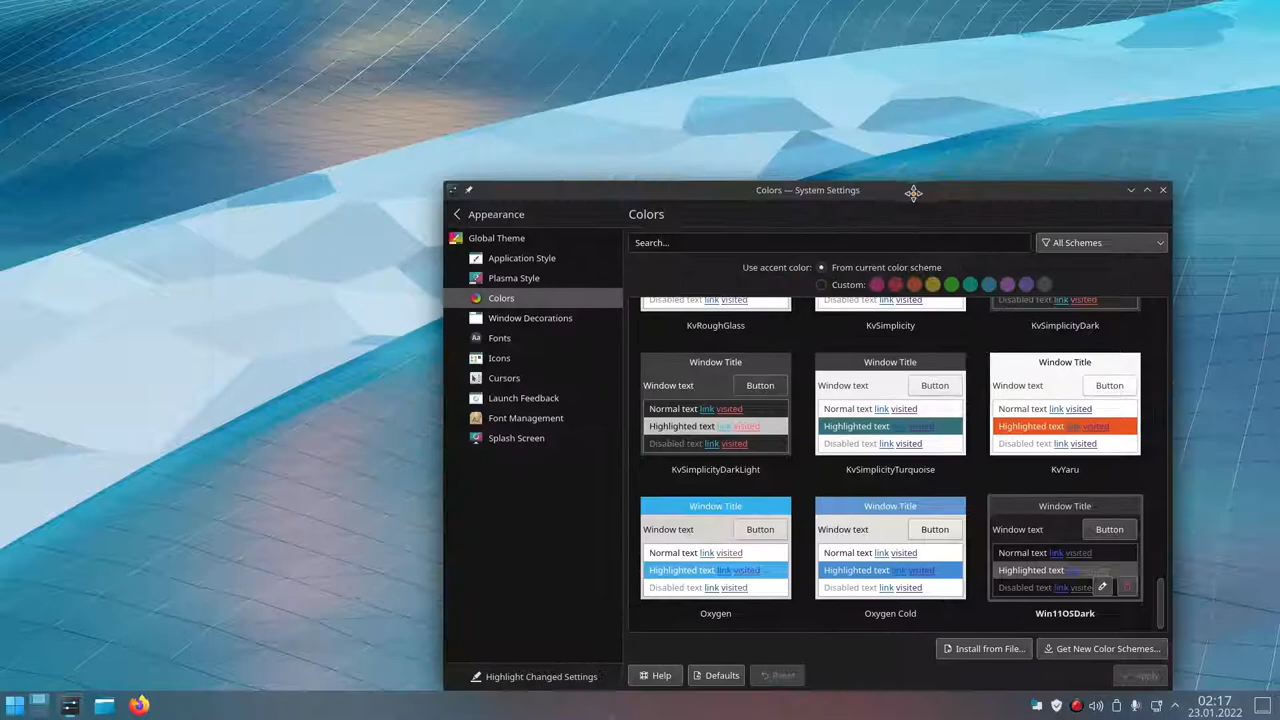 Colors — System Settings
Appearance
Colors
Global Theme
Application Style
Plasma Style
Colors
Window Decorations
Fonts
Icons
Cursors
Launch Feedback
Font Management
Splash Screen
Highlight Changed Settings
Search...
All Schemes
Use accent color:
From current color scheme
Custom:
Disabled text link visited
Disabled text link visited
Disabled text link visited
KvRoughGlass
KvSimplicity
KvSimplicityDark
Window Title
Window text
Button
Normal text link visited
Highlighted text link visited
Disabled text link visited
KvSimplicityDarkLight
Window Title
Window text
Button
Normal text link visited
Highlighted text link visited
Disabled text link visited
KvSimplicityTurquoise
Window Title
Window text
Button
Normal text link visited
Highlighted text link visited
Disabled text link visited
KvYaru
Window Title
Window text
Button
Normal text link visited
Highlighted text link visited
Disabled text link visited
Oxygen
Window Title
Window text
Button
Normal text link visited
Highlighted text link visited
Disabled text link visited
Oxygen Cold
Window Title
Window text
Button
Normal text link visited
Highlighted text
Disabled text link
Win11OSDark
Install from File...
Get New Color Schemes...
Help
Defaults
Reset
Apply
02:17
23.01.2022